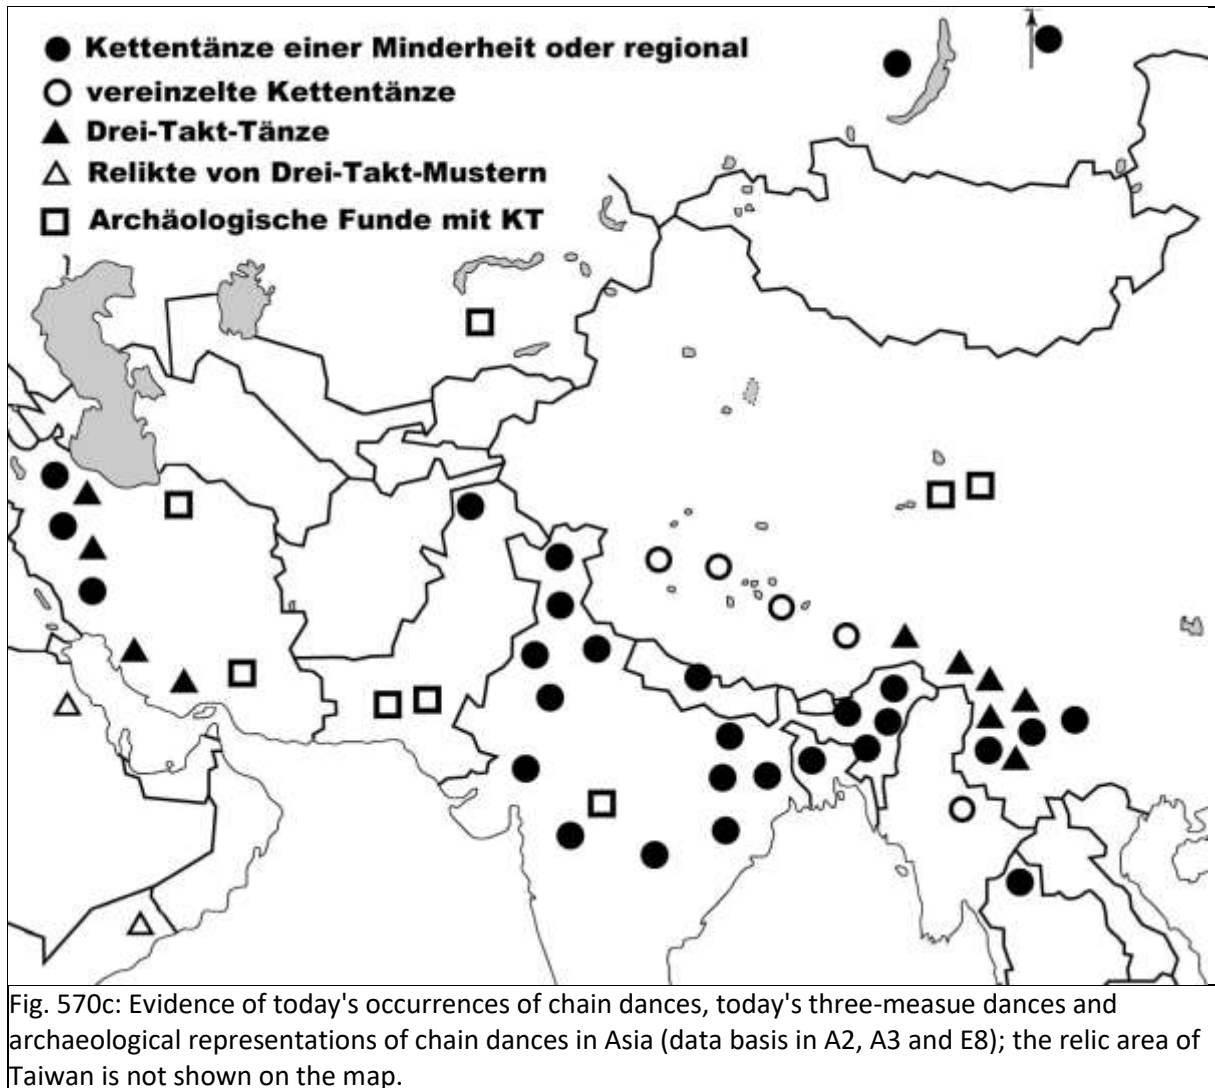 Kettentänze einer Minderheit oder regional
vereinzelte Kettentänze
Drei-Takt-Tänze
Relikte von Drei-Takt-Mustern
Archäologische Funde mit KT
Fig. 570c: Evidence of today's occurrences of chain dances, today's three-measue dances and
archaeological representations of chain dances in Asia (data basis in A2, A3 and E8); the relic area of
Taiwan is not shown on the map.